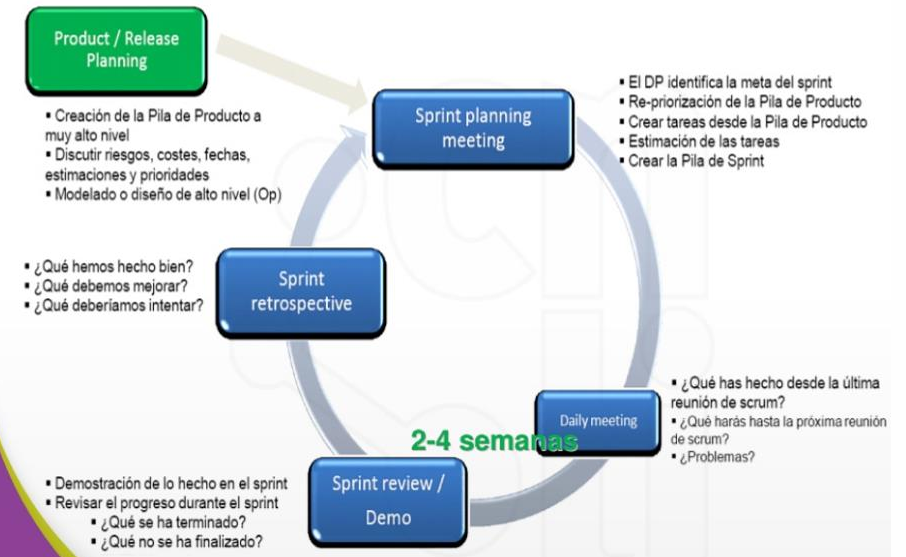 Product / Release
Planning
▪ Creación de la Pila de Producto a
muy alto nivel
▪ Discutir riesgos, costes, fechas,
estimaciones y prioridades
▪ Modelado o diseño de alto nivel (Op)
Sprint planning
meeting
▪ El DP identifica la meta del sprint
▪ Re-priorización de la Pila de Producto
▪ Crear tareas desde la Pila de Producto
▪ Estimación de las tareas
▪ Crear la Pila de Sprint
▪ ¿Qué hemos hecho bien?
▪ ¿Qué debemos mejorar?
▪ ¿Qué deberíamos intentar?
Sprint
retrospective
Daily meeting
▪ ¿Qué has hecho desde la última
reunión de scrum?
▪ ¿Qué harás hasta la próxima reunión
de scrum?
▪ ¿Problemas?
2-4 semanas
▪ Demostración de lo hecho en el sprint
▪ Revisar el progreso durante el sprint
▪ ¿Qué se ha terminado?
▪ ¿Qué no se ha finalizado?
Sprint review /
Demo